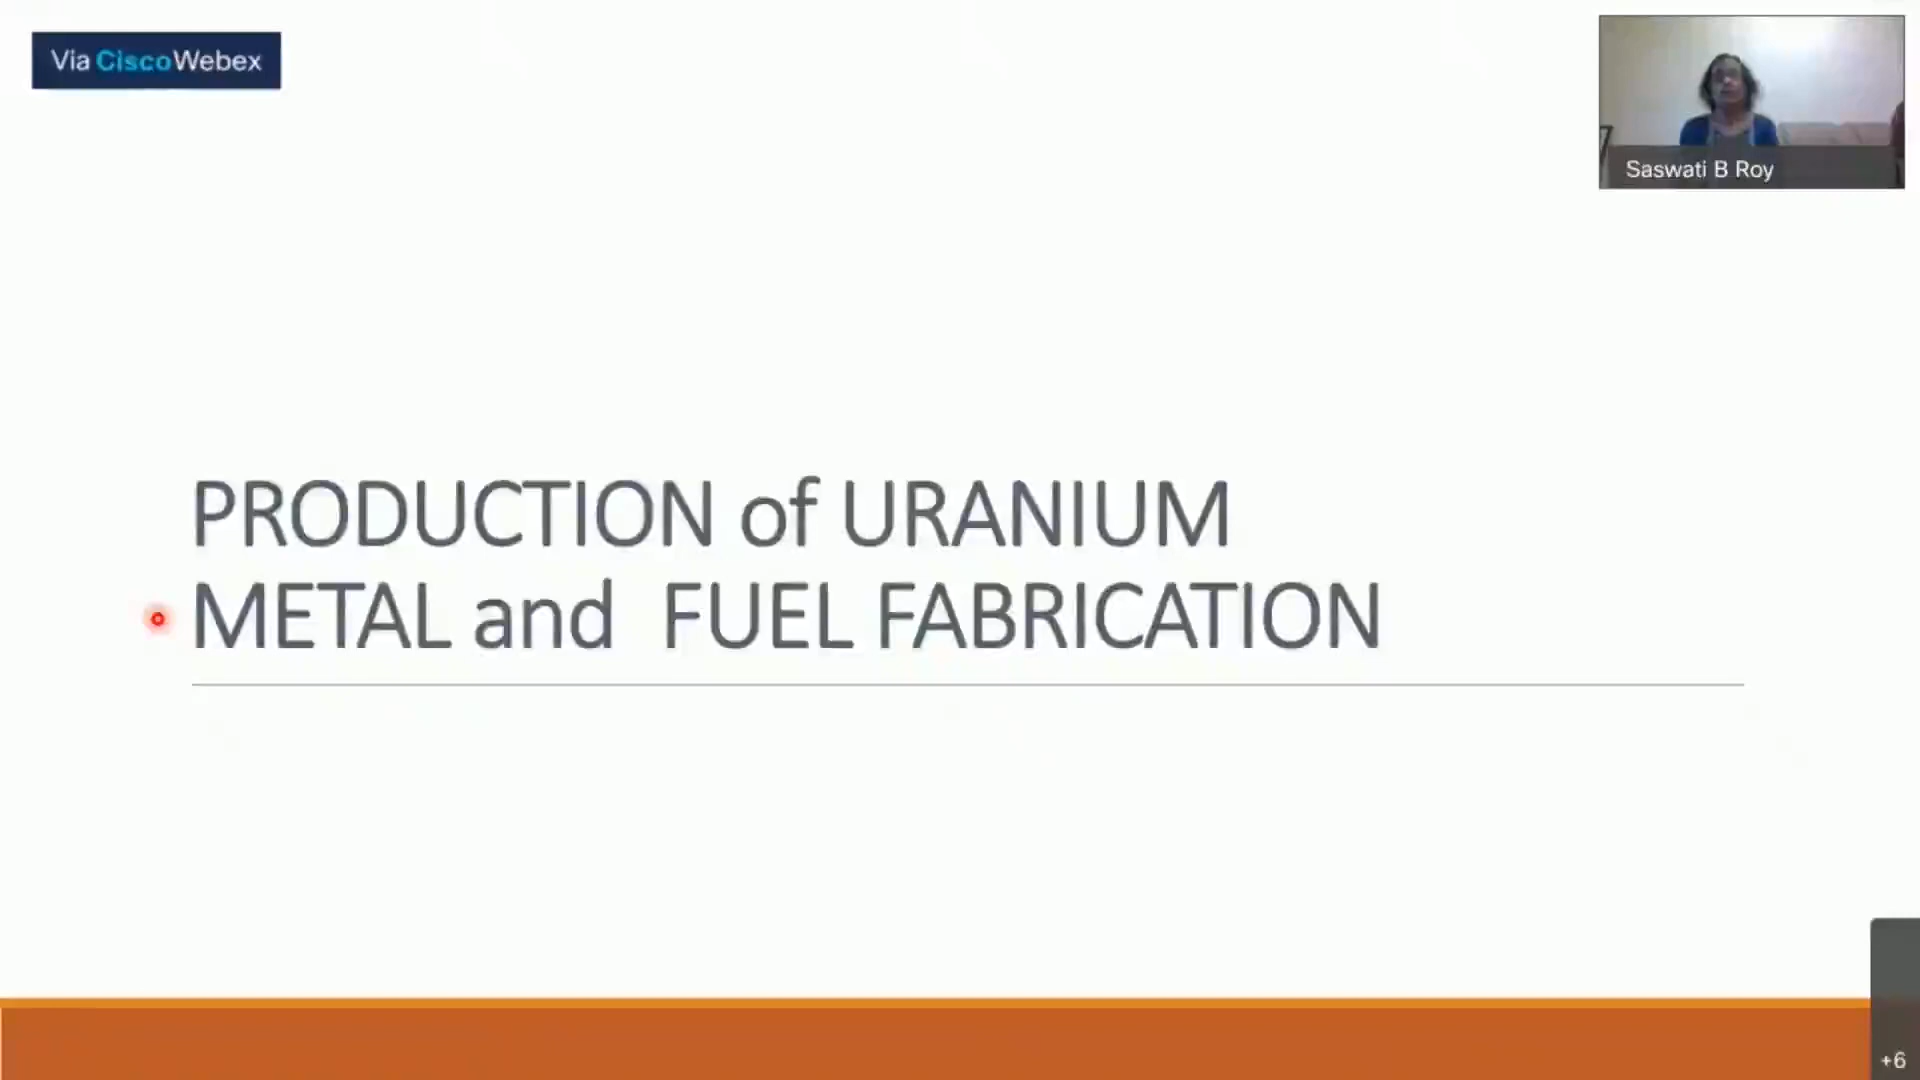 Via CiscoWebex
Saswati B Roy
PRODUCTION of URANIUM
METAL and FUEL FABRICATION
+6